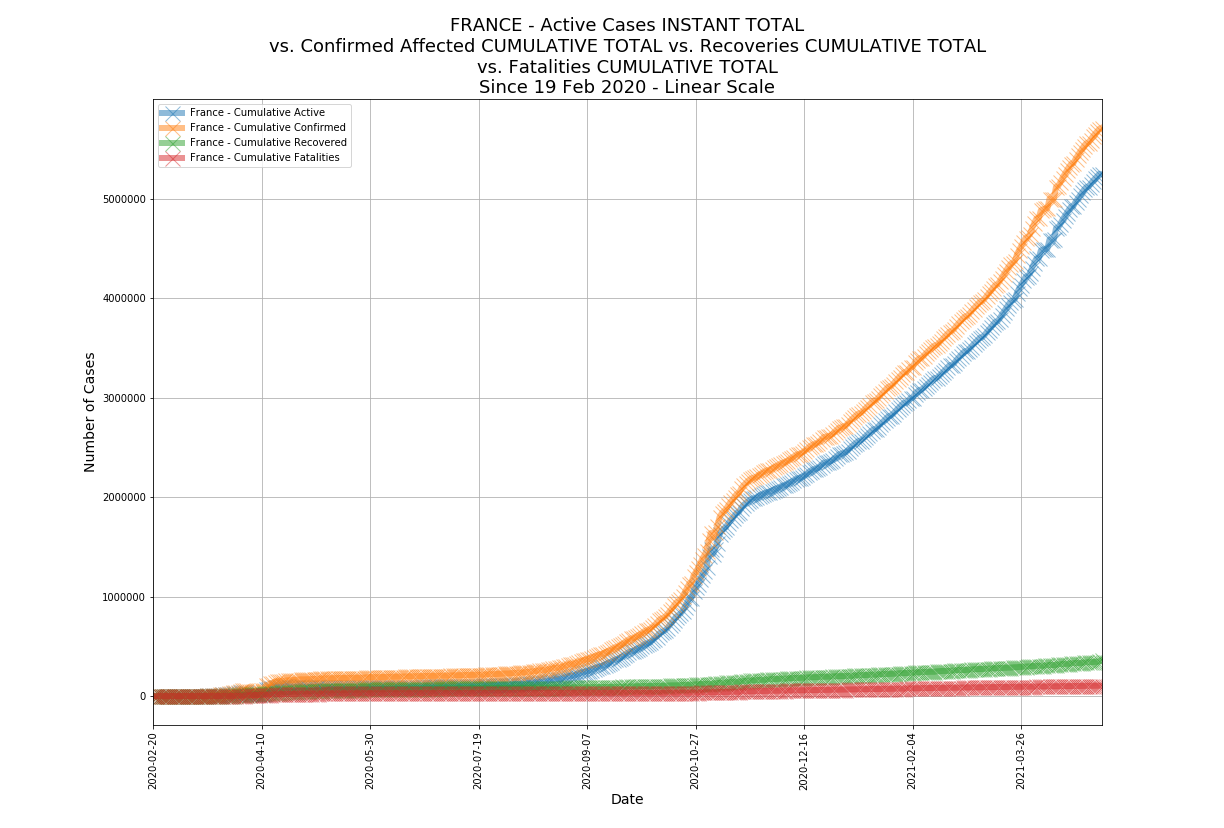 FRANCE - Active Cases INSTANT TOTAL
vs. Confirmed Affected CUMULATIVE TOTAL vs. Recoveries CUMULATIVE TOTAL
vs. Fatalities CUMULATIVE TOTAL
Since 19 Feb 2020 - Linear Scale
France - Cumulative Active
France - Cumulative Confirmed
France - Cumulative Recovered
France - Cumulative Fatalities
Number of Cases
5000000
4000000
3000000
2000000
1000000
0
2020-02-20
2020-04-10
2020-05-30
2020-07-19
2020-09-07
2020-10-27
2020-12-16
2021-02-04
2021-03-26
Date